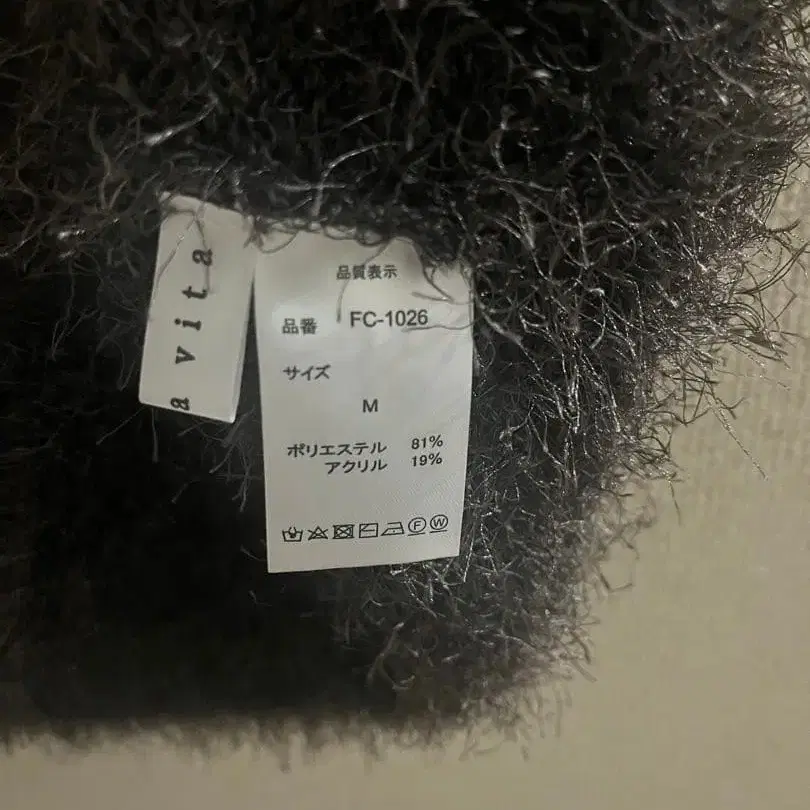 a vita
品質表示
品番 FC-1026
サイズ
M
ポリエステル 81%
アクリル 19%
F W